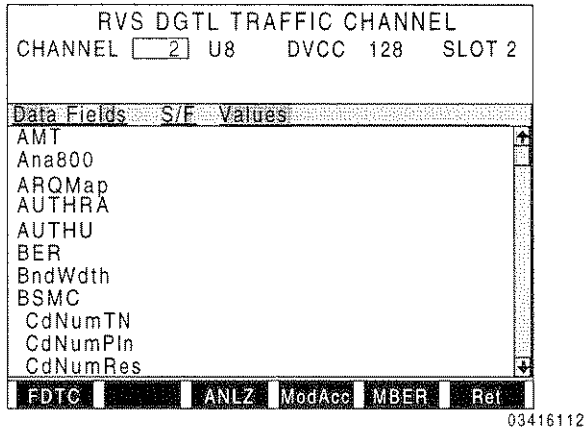 RVS DGTL TRAFFIC CHANNEL
CHANNEL 2 U8 DVCC 128 SLOT 2
Data Fields S/F Values
AMT
Ana800
ARQMap
AUTHRA
AUTHU
BER
BndWdth
BSMC
CdNumTN
CdNumPln
CdNumRes
FDTC ANLZ ModAcc MBER Ret
03416112